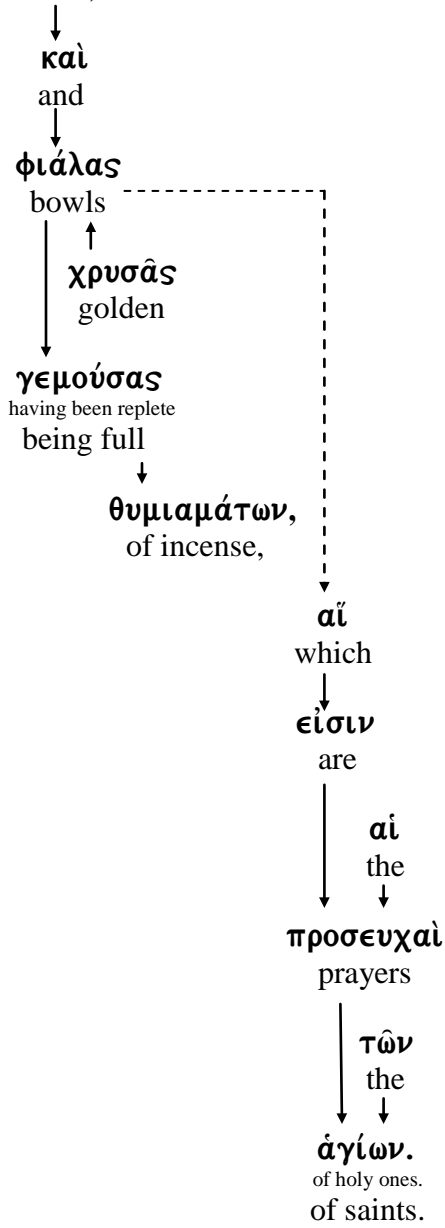 καὶ
and
φιάλας
bowls
χρυσᾶς
golden
γεμούσας
having been replete
being full
θυμιαμάτων,
of incense,
αἵ
which
εἰσιν
are
αἱ
the
προσευχαὶ
prayers
τῶν
the
ἁγίων.
of holy ones.
of saints.